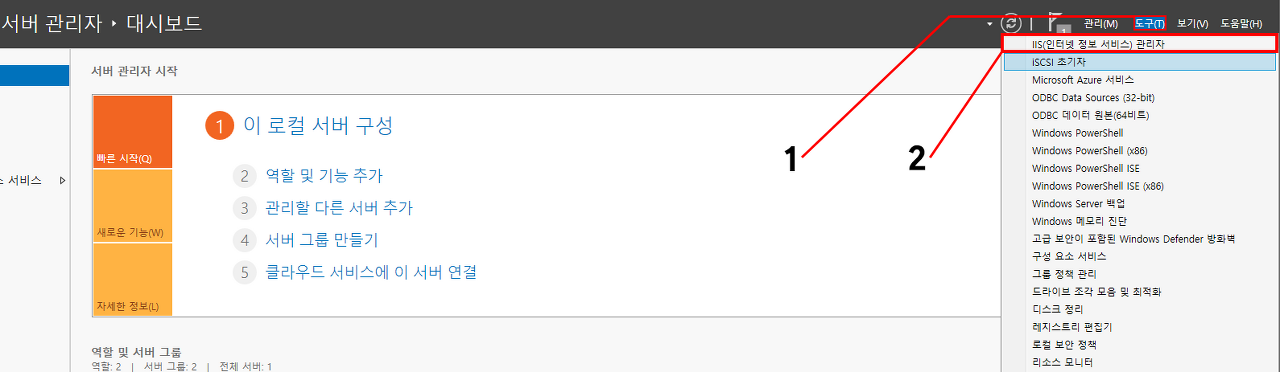 서버 관리자 ▸ 대시보드
관리(M) 도구(T) 보기(V) 도움말(H)
1
서버 관리자 시작
빠른 시작(Q)
새로운 기능(W)
자세한 정보(L)
1 이 로컬 서버 구성
2 역할 및 기능 추가
3 관리할 다른 서버 추가
4 서버 그룹 만들기
5 클라우드 서비스에 이 서버 연결
서비스
역할 및 서버 그룹
역할: 2 | 서버 그룹: 2 | 전체 서버: 1
1
2
IIS(인터넷 정보 서비스) 관리자
iSCSI 초기자
Microsoft Azure 서비스
ODBC Data Sources (32-bit)
ODBC 데이터 원본(64비트)
Windows PowerShell
Windows PowerShell (x86)
Windows PowerShell ISE
Windows PowerShell ISE (x86)
Windows Server 백업
Windows 메모리 진단
고급 보안이 포함된 Windows Defender 방화벽
구성 요소 서비스
그룹 정책 관리
드라이브 조각 모음 및 최적화
디스크 정리
레지스트리 편집기
로컬 보안 정책
리소스 모니터